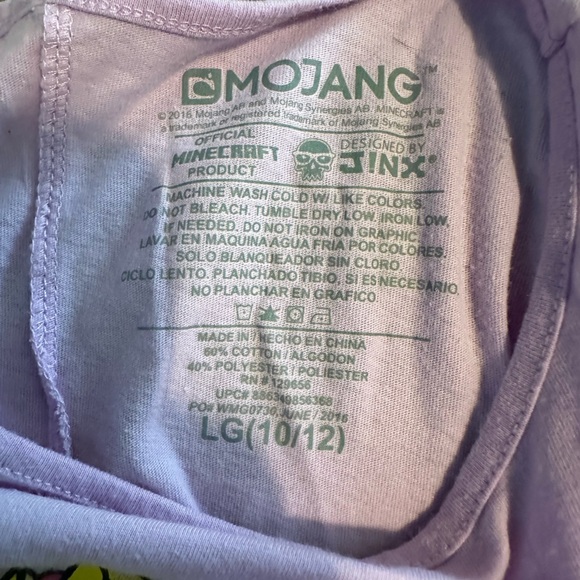 MOJANG™
© 2016 Mojang AB and Mojang Synergies AB. MINECRAFT is
a trademark or registered trademark of Mojang Synergies AB
OFFICIAL
MINECRAFT
PRODUCT
DESIGNED BY
J!NX®
MACHINE WASH COLD W/ LIKE COLORS.
DO NOT BLEACH. TUMBLE DRY LOW. IRON LOW,
IF NEEDED. DO NOT IRON ON GRAPHIC.
LAVAR EN MAQUINA AGUA FRIA POR COLORES.
SOLO BLANQUEADOR SIN CLORO.
CICLO LENTO. PLANCHADO TIBIO, SI ES NECESARIO.
NO PLANCHAR EN GRAFICO.
MADE IN / HECHO EN CHINA
60% COTTON / ALGODON
40% POLYESTER / POLIESTER
RN # 129656
PO# WMG0730, JUNE / 2016
LG(10/12)